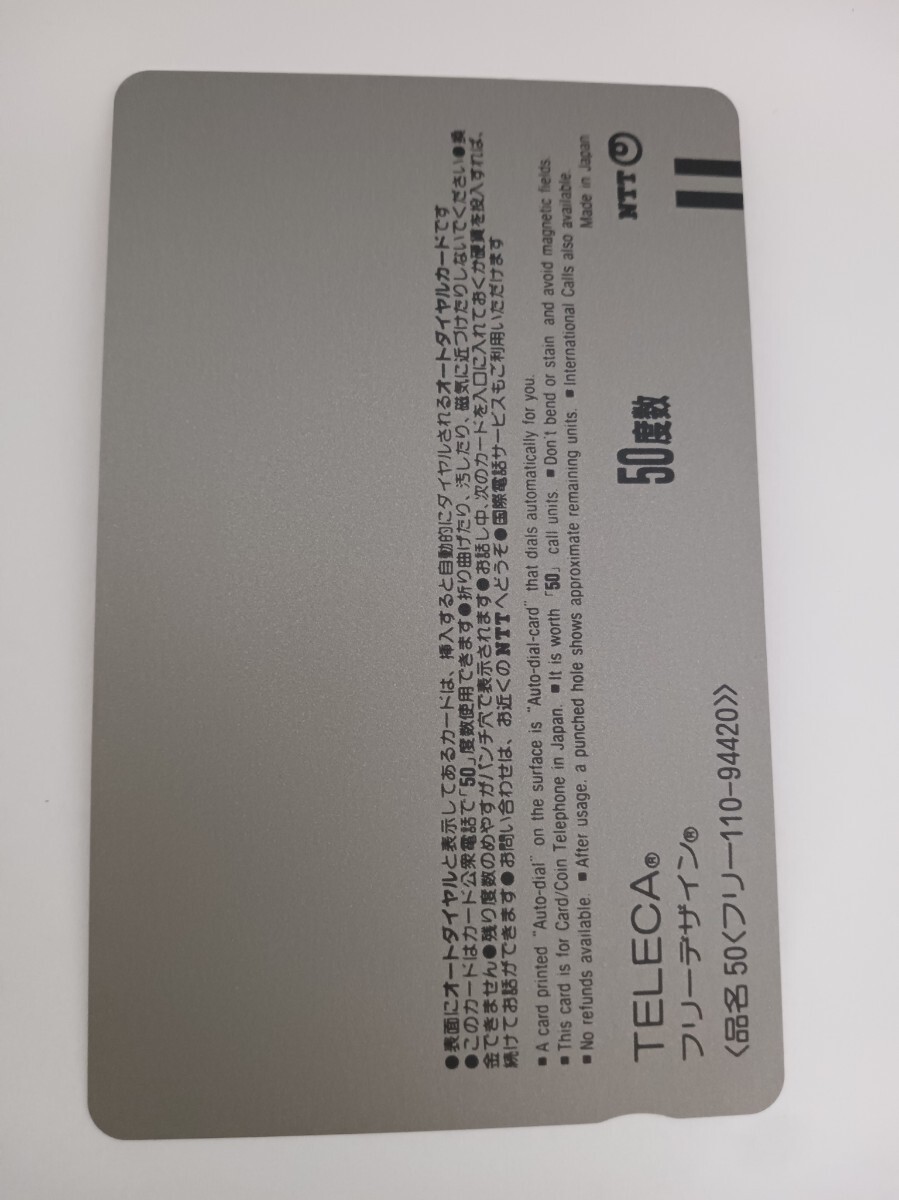 ●表面にオートダイヤルと表示してあるカードは、挿入すると自動的にダイヤルされるオートダイヤルカードです
●このカードはカード公衆電話で「50」度数使用できます●折り曲げたり、汚したり、磁気に近づけたりしないでください●換
金できません●残り度数のめやすがパンチ穴で表示されます●お話し中、次のカードを入口に入れておくか硬貨を投入すれば、
続けてお話ができます●お問い合わせは、お近くのNTTへどうぞ●国際電話サービスもご利用いただけます
■A card printed "Auto-dial" on the surface is "Auto-dial-card" that dials automatically for you.
■This card is for Card/Coin Telephone in Japan. ■It is worth「50」call units. ■Don't bend or stain and avoid magnetic fields.
■No refunds available. ■After usage, a punched hole shows approximate remaining units. ■International Calls also available.
Made in Japan
TELECA® 50度数 NTT
フリーデザイン®
〈品名 50〈フリー110-94420〉〉